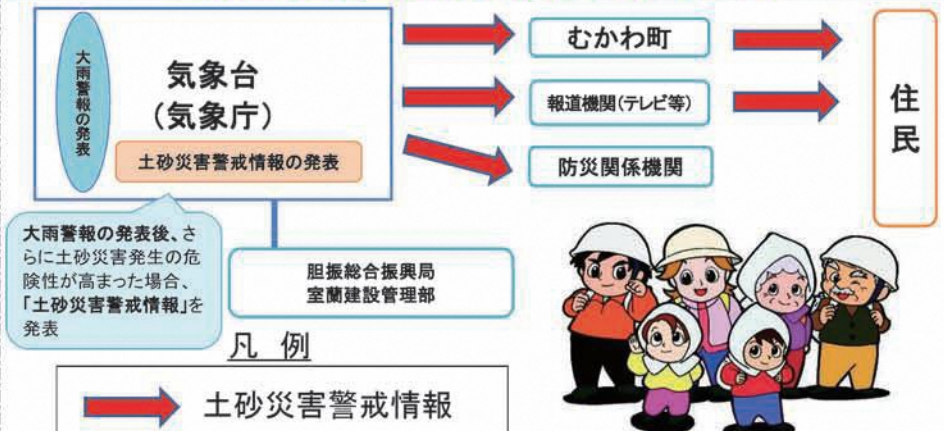 大雨警報の発表
気象台
(気象庁)
土砂災害警戒情報の発表
むかわ町
報道機関(テレビ等)
防災関係機関
住民
大雨警報の発表後、さ
らに土砂災害発生の危
険性が高まった場合、
「土砂災害警戒情報」を
発表
胆振総合振興局
室蘭建設管理部
凡 例
土砂災害警戒情報